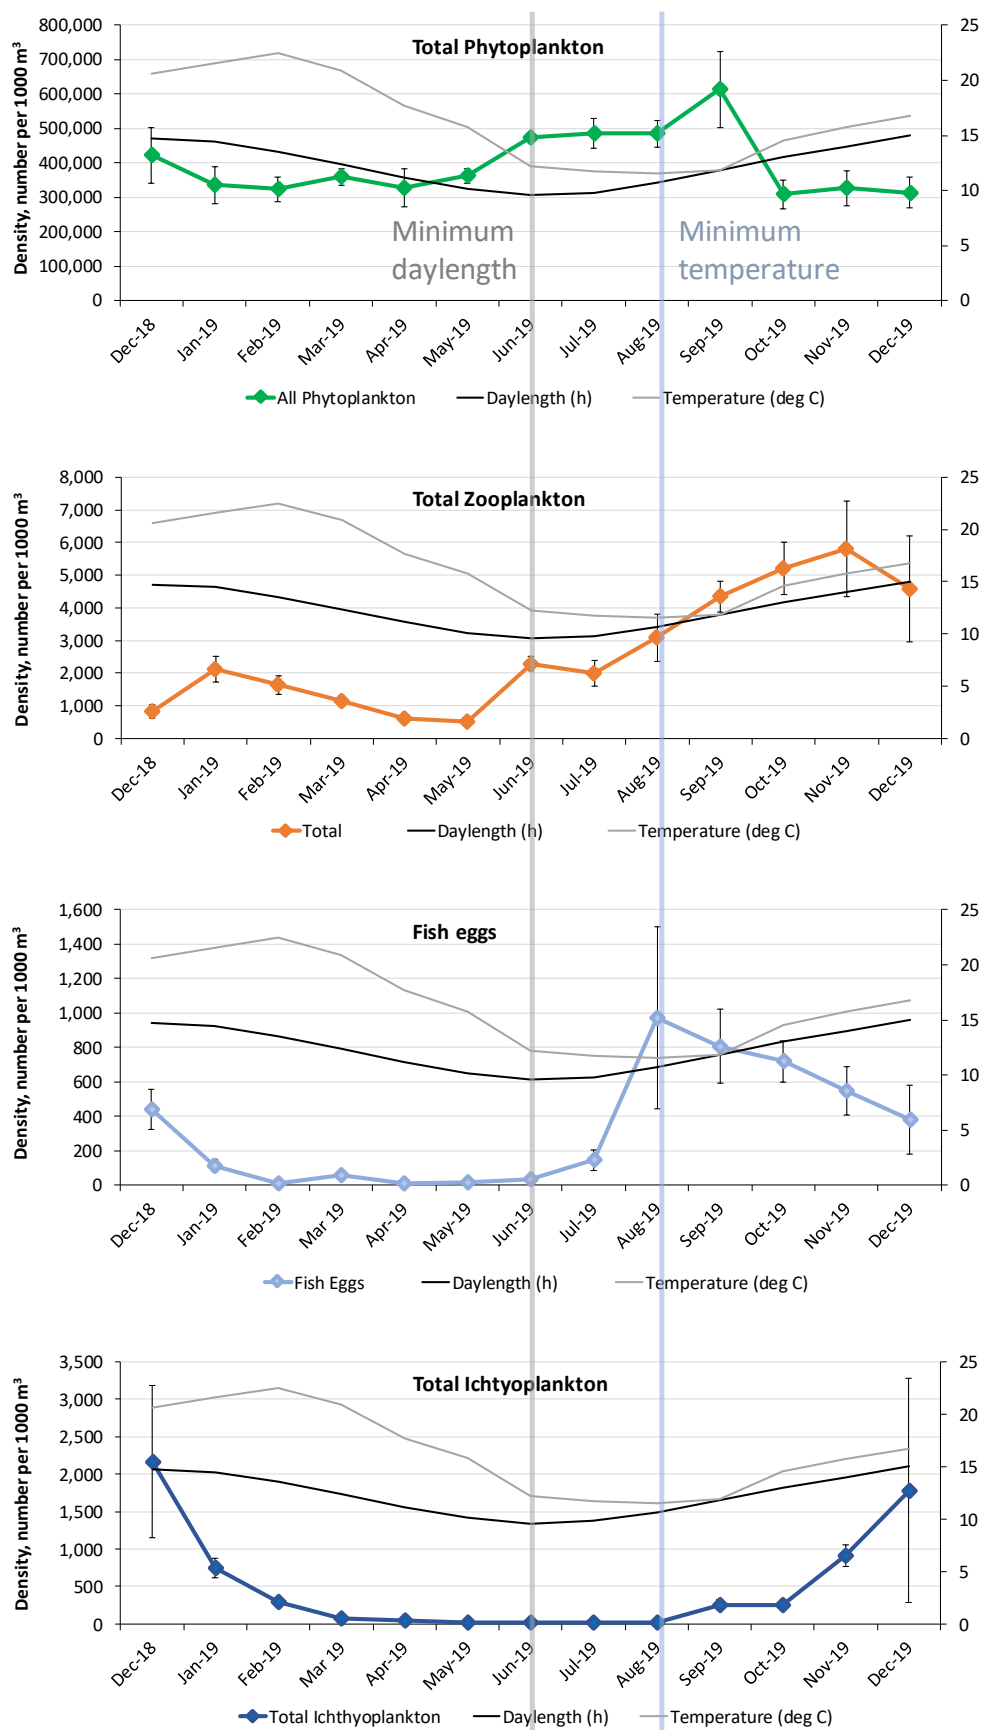 Total Phytoplankton
Density, number per 1000 m³
800,000
700,000
600,000
500,000
400,000
300,000
200,000
100,000
0
25
20
15
10
5
0
Minimum
daylength
Minimum
temperature
Dec-18
Jan-19
Feb-19
Mar-19
Apr-19
May-19
Jun-19
Jul-19
Aug-19
Sep-19
Oct-19
Nov-19
Dec-19
All Phytoplankton
Daylength (h)
Temperature (deg C)
Total Zooplankton
Density, number per 1000 m³
8,000
7,000
6,000
5,000
4,000
3,000
2,000
1,000
0
25
20
15
10
5
0
Dec-18
Jan-19
Feb-19
Mar-19
Apr-19
May-19
Jun-19
Jul-19
Aug-19
Sep-19
Oct-19
Nov-19
Dec-19
Total
Daylength (h)
Temperature (deg C)
Fish eggs
Density, number per 1000 m³
1,600
1,400
1,200
1,000
800
600
400
200
0
25
20
15
10
5
0
Dec-18
Jan-19
Feb-19
Mar 19
Apr-19
May-19
Jun-19
Jul-19
Aug-19
Sep-19
Oct-19
Nov-19
Dec-19
Fish Eggs
Daylength (h)
Temperature (deg C)
Total Ichtyoplankton
Density, number per 1000 m³
3,500
3,000
2,500
2,000
1,500
1,000
500
0
25
20
15
10
5
0
Dec-18
Jan-19
Feb-19
Mar 19
Apr-19
May-19
Jun-19
Jul-19
Aug-19
Sep-19
Oct-19
Nov-19
Dec-19
Total Ichthyoplankton
Daylength (h)
Temperature (deg C)